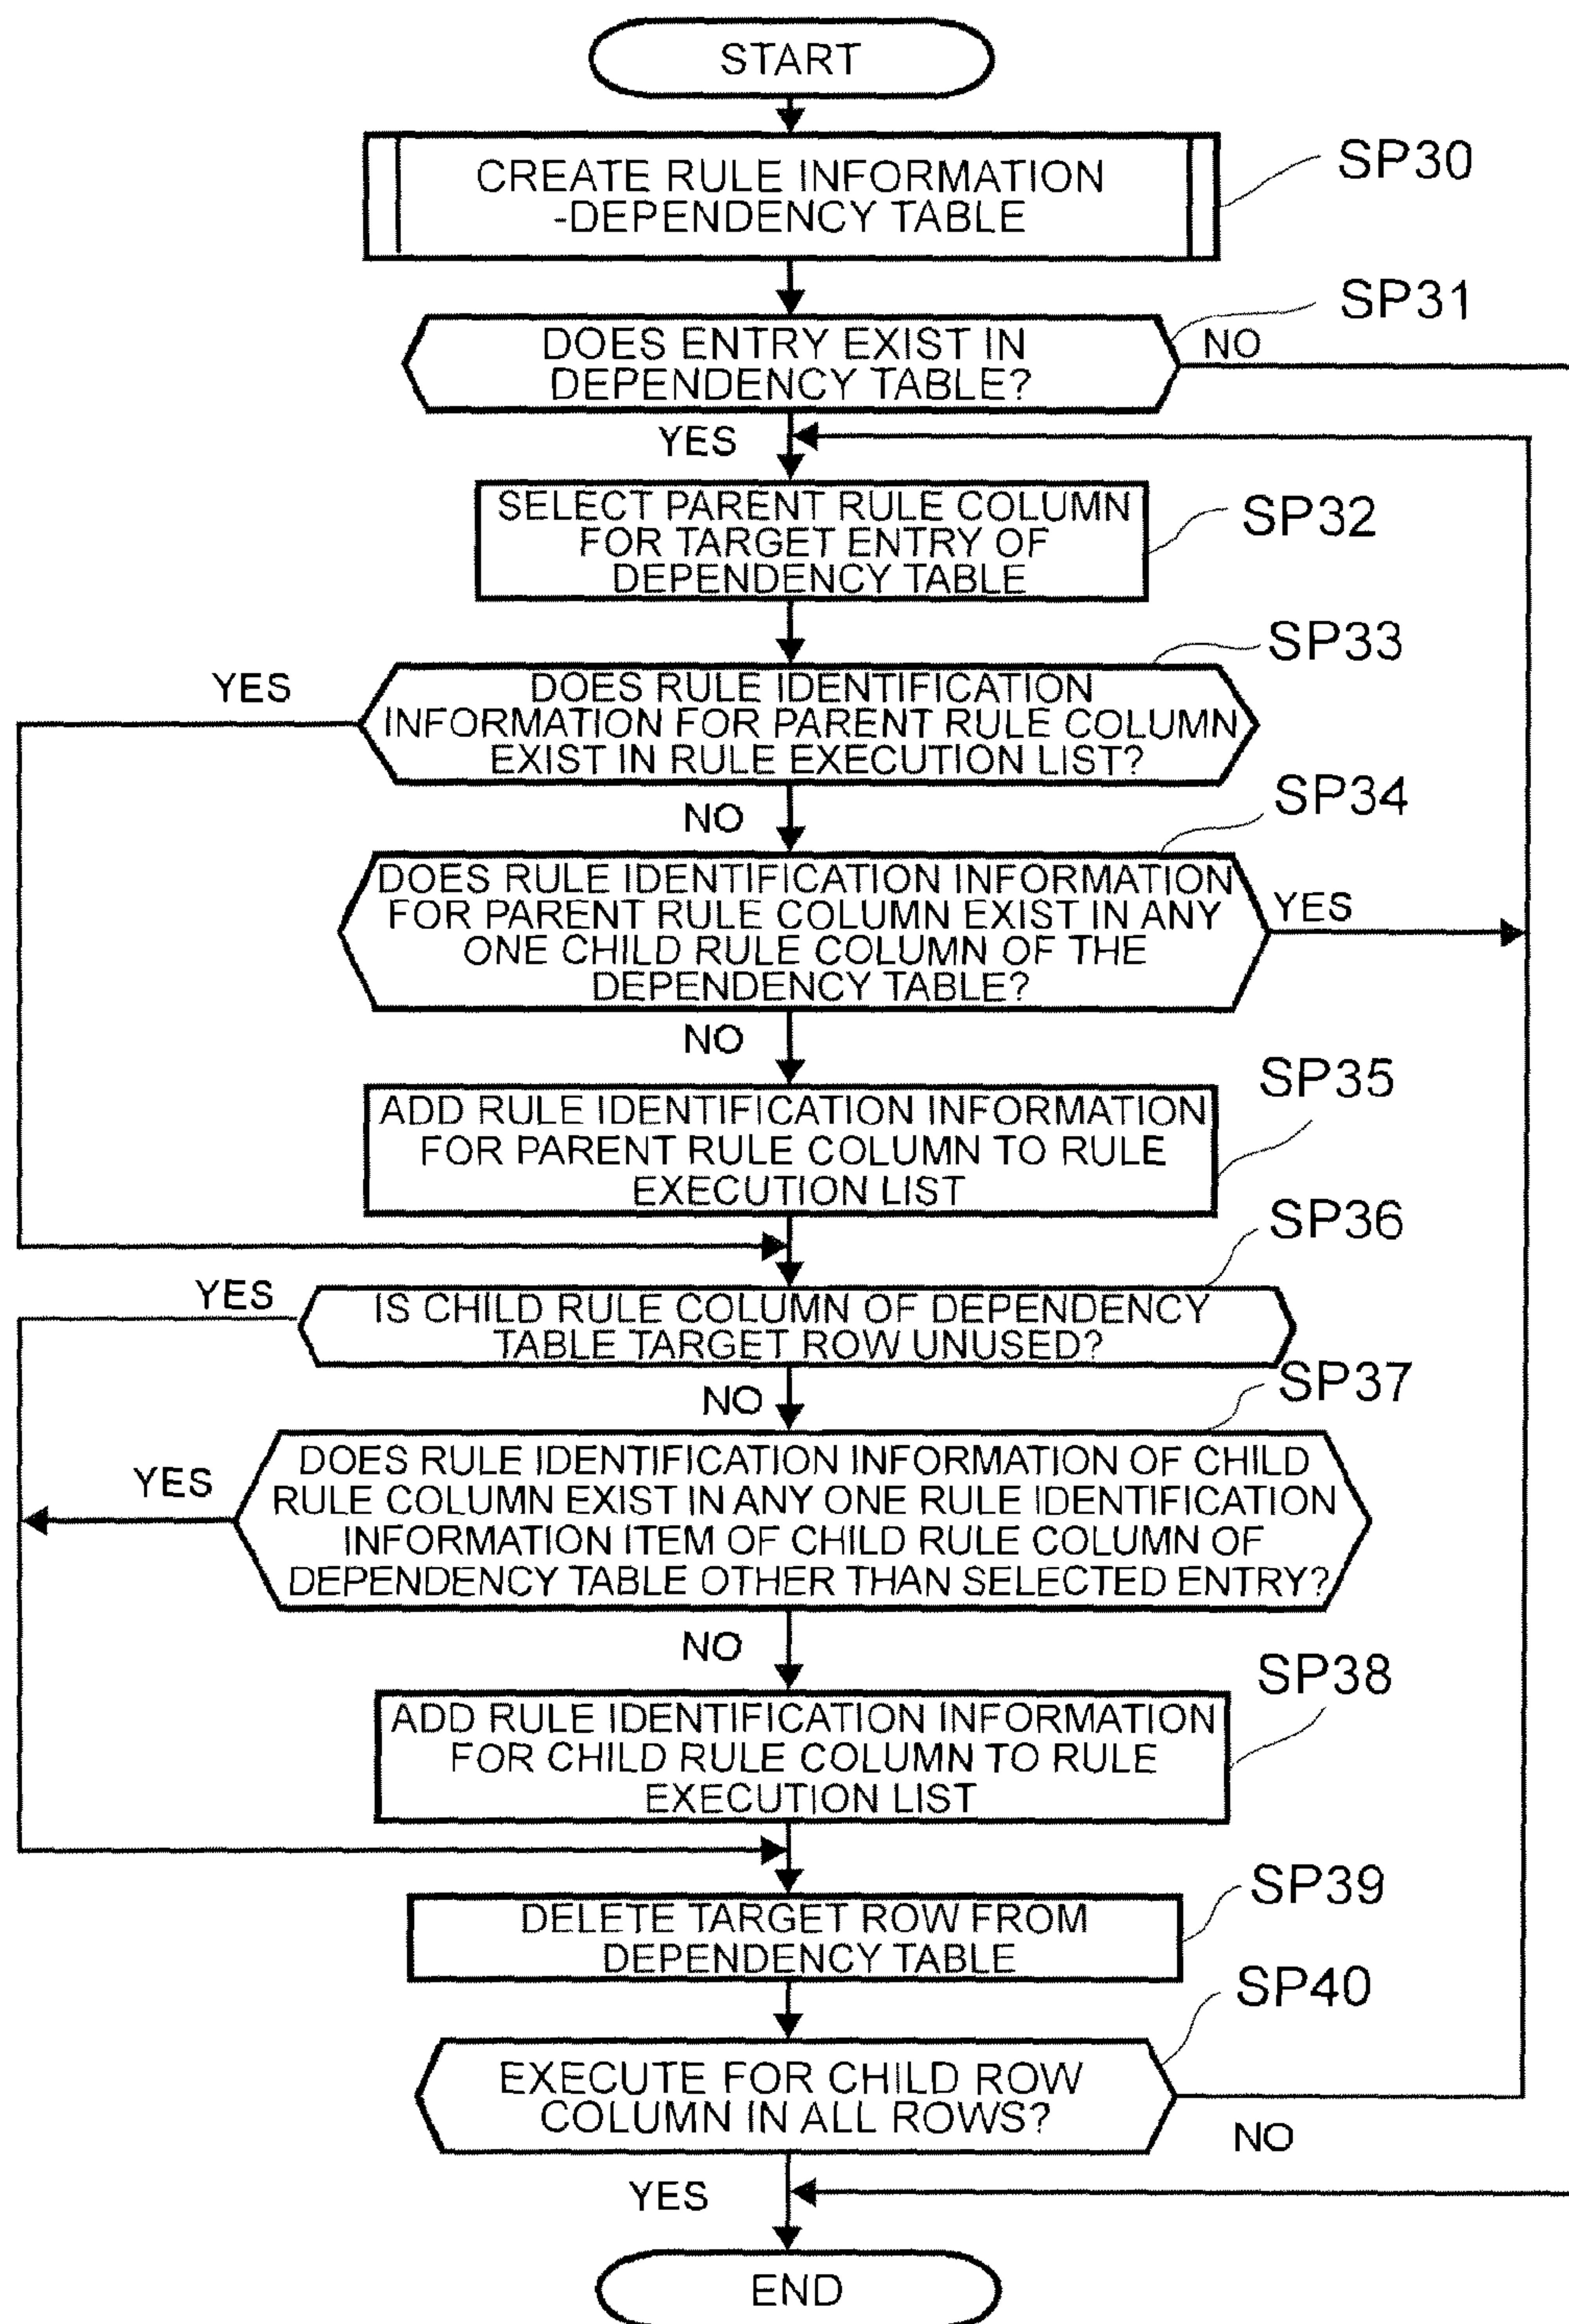 START
CREATE RULE INFORMATION
-DEPENDENCY TABLE
SP30
DOES ENTRY EXIST IN
DEPENDENCY TABLE?
SP31
NO
YES
SELECT PARENT RULE COLUMN
FOR TARGET ENTRY OF
DEPENDENCY TABLE
SP32
SP33
YES
DOES RULE IDENTIFICATION
INFORMATION FOR PARENT RULE COLUMN
EXIST IN RULE EXECUTION LIST?
NO
SP34
DOES RULE IDENTIFICATION INFORMATION
FOR PARENT RULE COLUMN EXIST IN ANY
ONE CHILD RULE COLUMN OF THE
DEPENDENCY TABLE?
YES
NO
SP35
ADD RULE IDENTIFICATION INFORMATION
FOR PARENT RULE COLUMN TO RULE
EXECUTION LIST
SP36
YES
IS CHILD RULE COLUMN OF DEPENDENCY
TABLE TARGET ROW UNUSED?
NO
SP37
YES
DOES RULE IDENTIFICATION INFORMATION OF CHILD
RULE COLUMN EXIST IN ANY ONE RULE IDENTIFICATION
INFORMATION ITEM OF CHILD RULE COLUMN OF
DEPENDENCY TABLE OTHER THAN SELECTED ENTRY?
NO
SP38
ADD RULE IDENTIFICATION INFORMATION
FOR CHILD RULE COLUMN TO RULE
EXECUTION LIST
SP39
DELETE TARGET ROW FROM
DEPENDENCY TABLE
SP40
EXECUTE FOR CHILD ROW
COLUMN IN ALL ROWS?
NO
YES
END